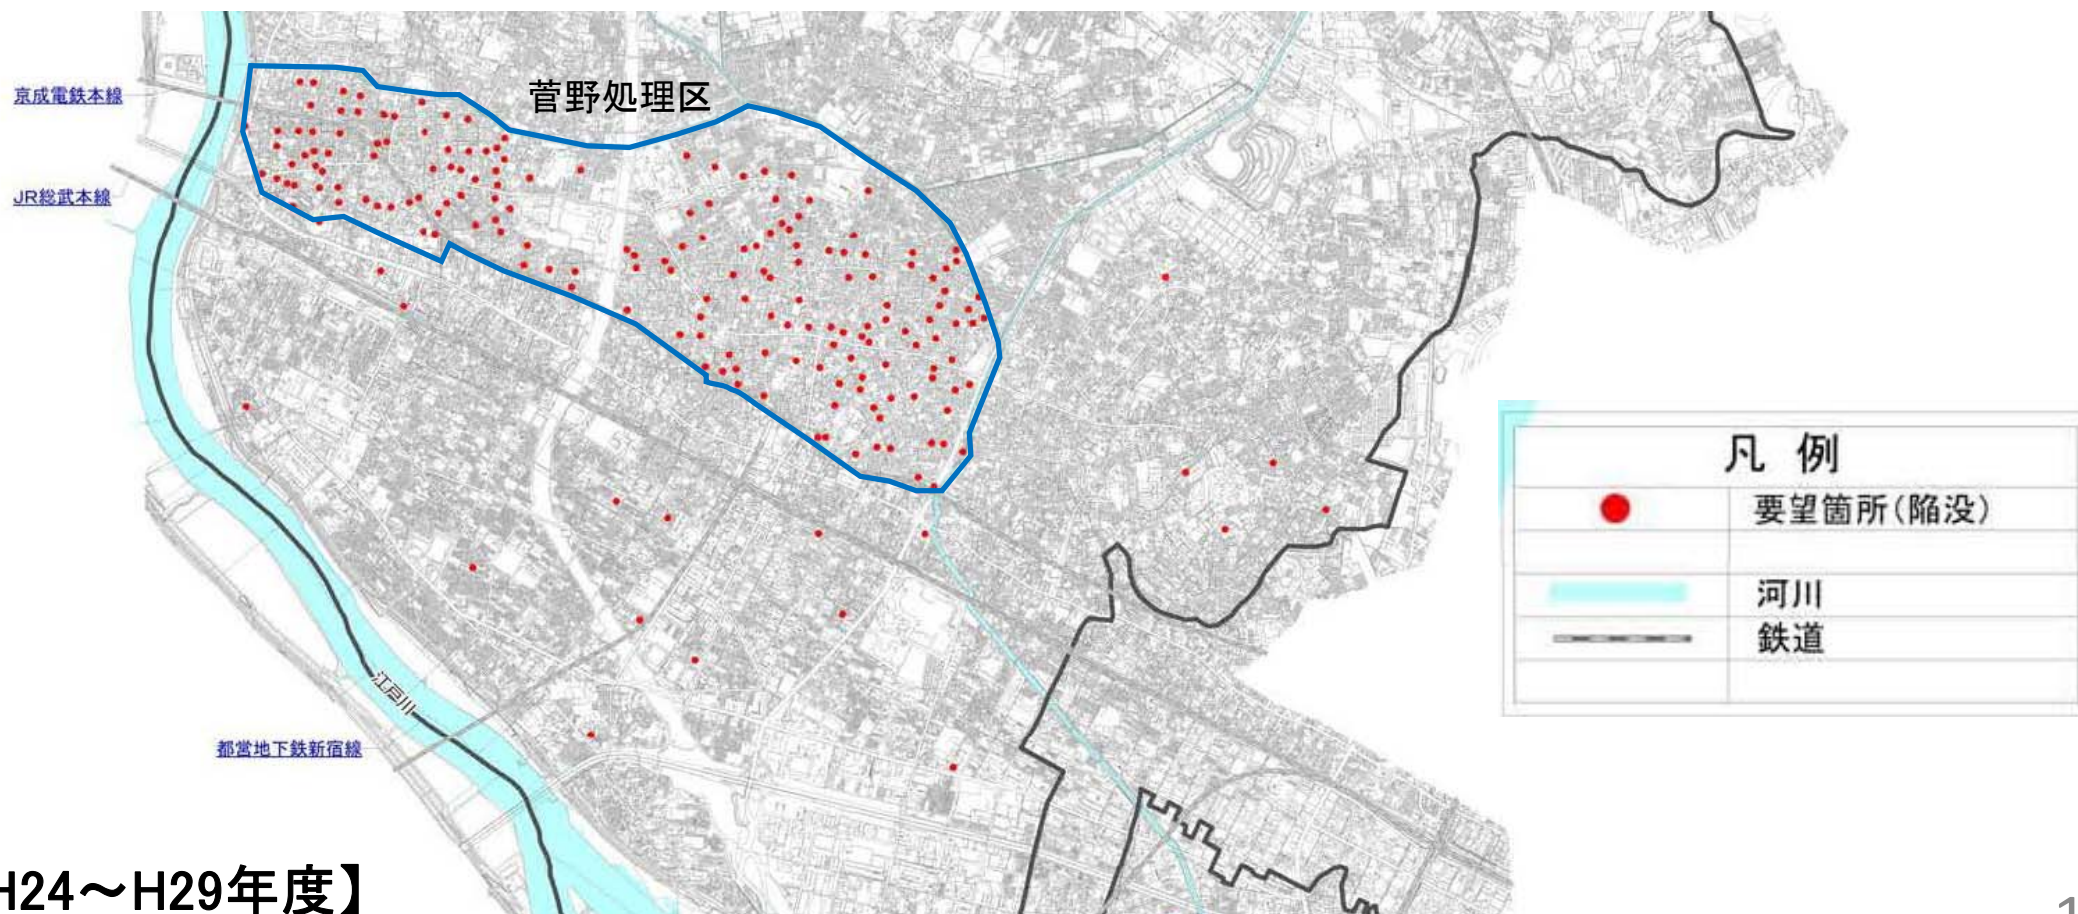 菅野処理区
京成電鉄本線
JR総武本線
凡 例
要望箇所(陥没)
河川
鉄道
江戸川
都営地下鉄新宿線
H24～H29年度】
1